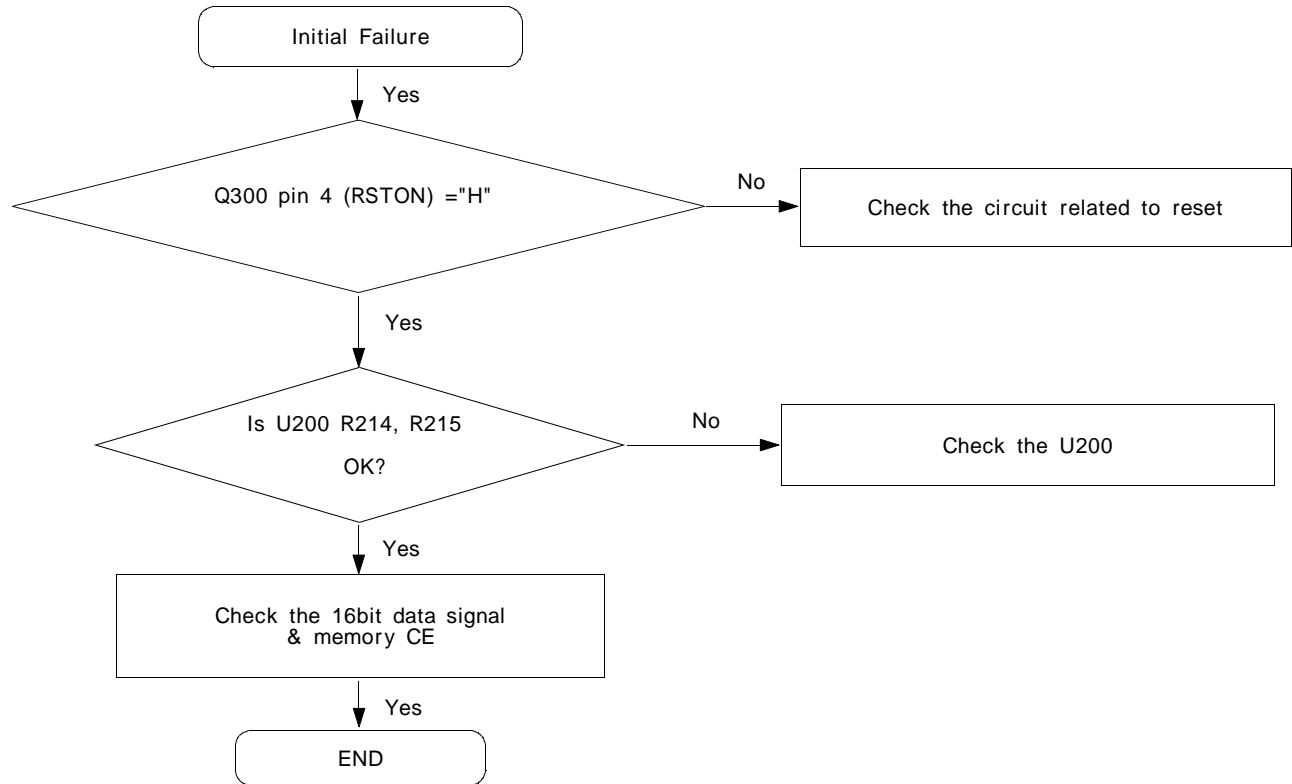 Initial Failure
Yes
Q300 pin 4 (RSTON) ="H"
No
Check the circuit related to reset
Yes
Is U200 R214, R215
OK?
No
Check the U200
Yes
Check the 16bit data signal
& memory CE
Yes
END